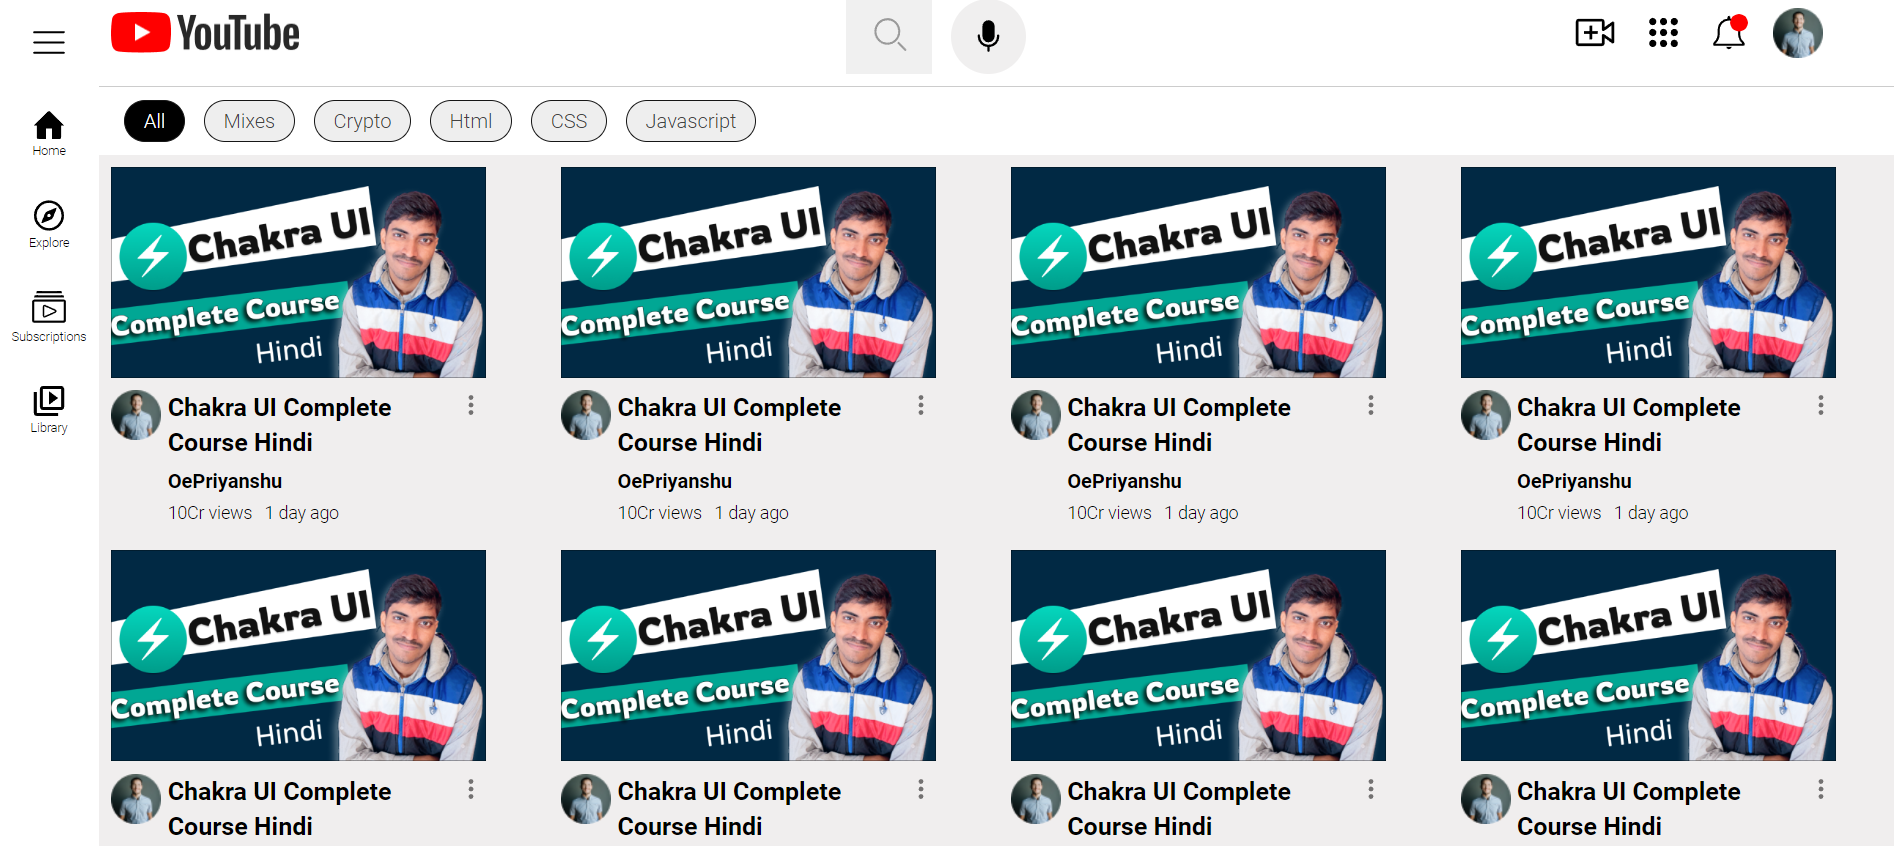 YouTube
All Mixes Crypto Html CSS Javascript
Home
Explore
Subscriptions
Library
Chakra UI
Complete Course
Hindi
Chakra UI
Complete Course
Hindi
Chakra UI
Complete Course
Hindi
Chakra UI
Complete Course
Hindi
Chakra UI Complete
Course Hindi
OePriyanshu
10Cr views 1 day ago
Chakra UI Complete
Course Hindi
OePriyanshu
10Cr views 1 day ago
Chakra UI Complete
Course Hindi
OePriyanshu
10Cr views 1 day ago
Chakra UI Complete
Course Hindi
OePriyanshu
10Cr views 1 day ago
Chakra UI
Complete Course
Hindi
Chakra UI
Complete Course
Hindi
Chakra UI
Complete Course
Hindi
Chakra UI
Complete Course
Hindi
Chakra UI Complete
Course Hindi
Chakra UI Complete
Course Hindi
Chakra UI Complete
Course Hindi
Chakra UI Complete
Course Hindi